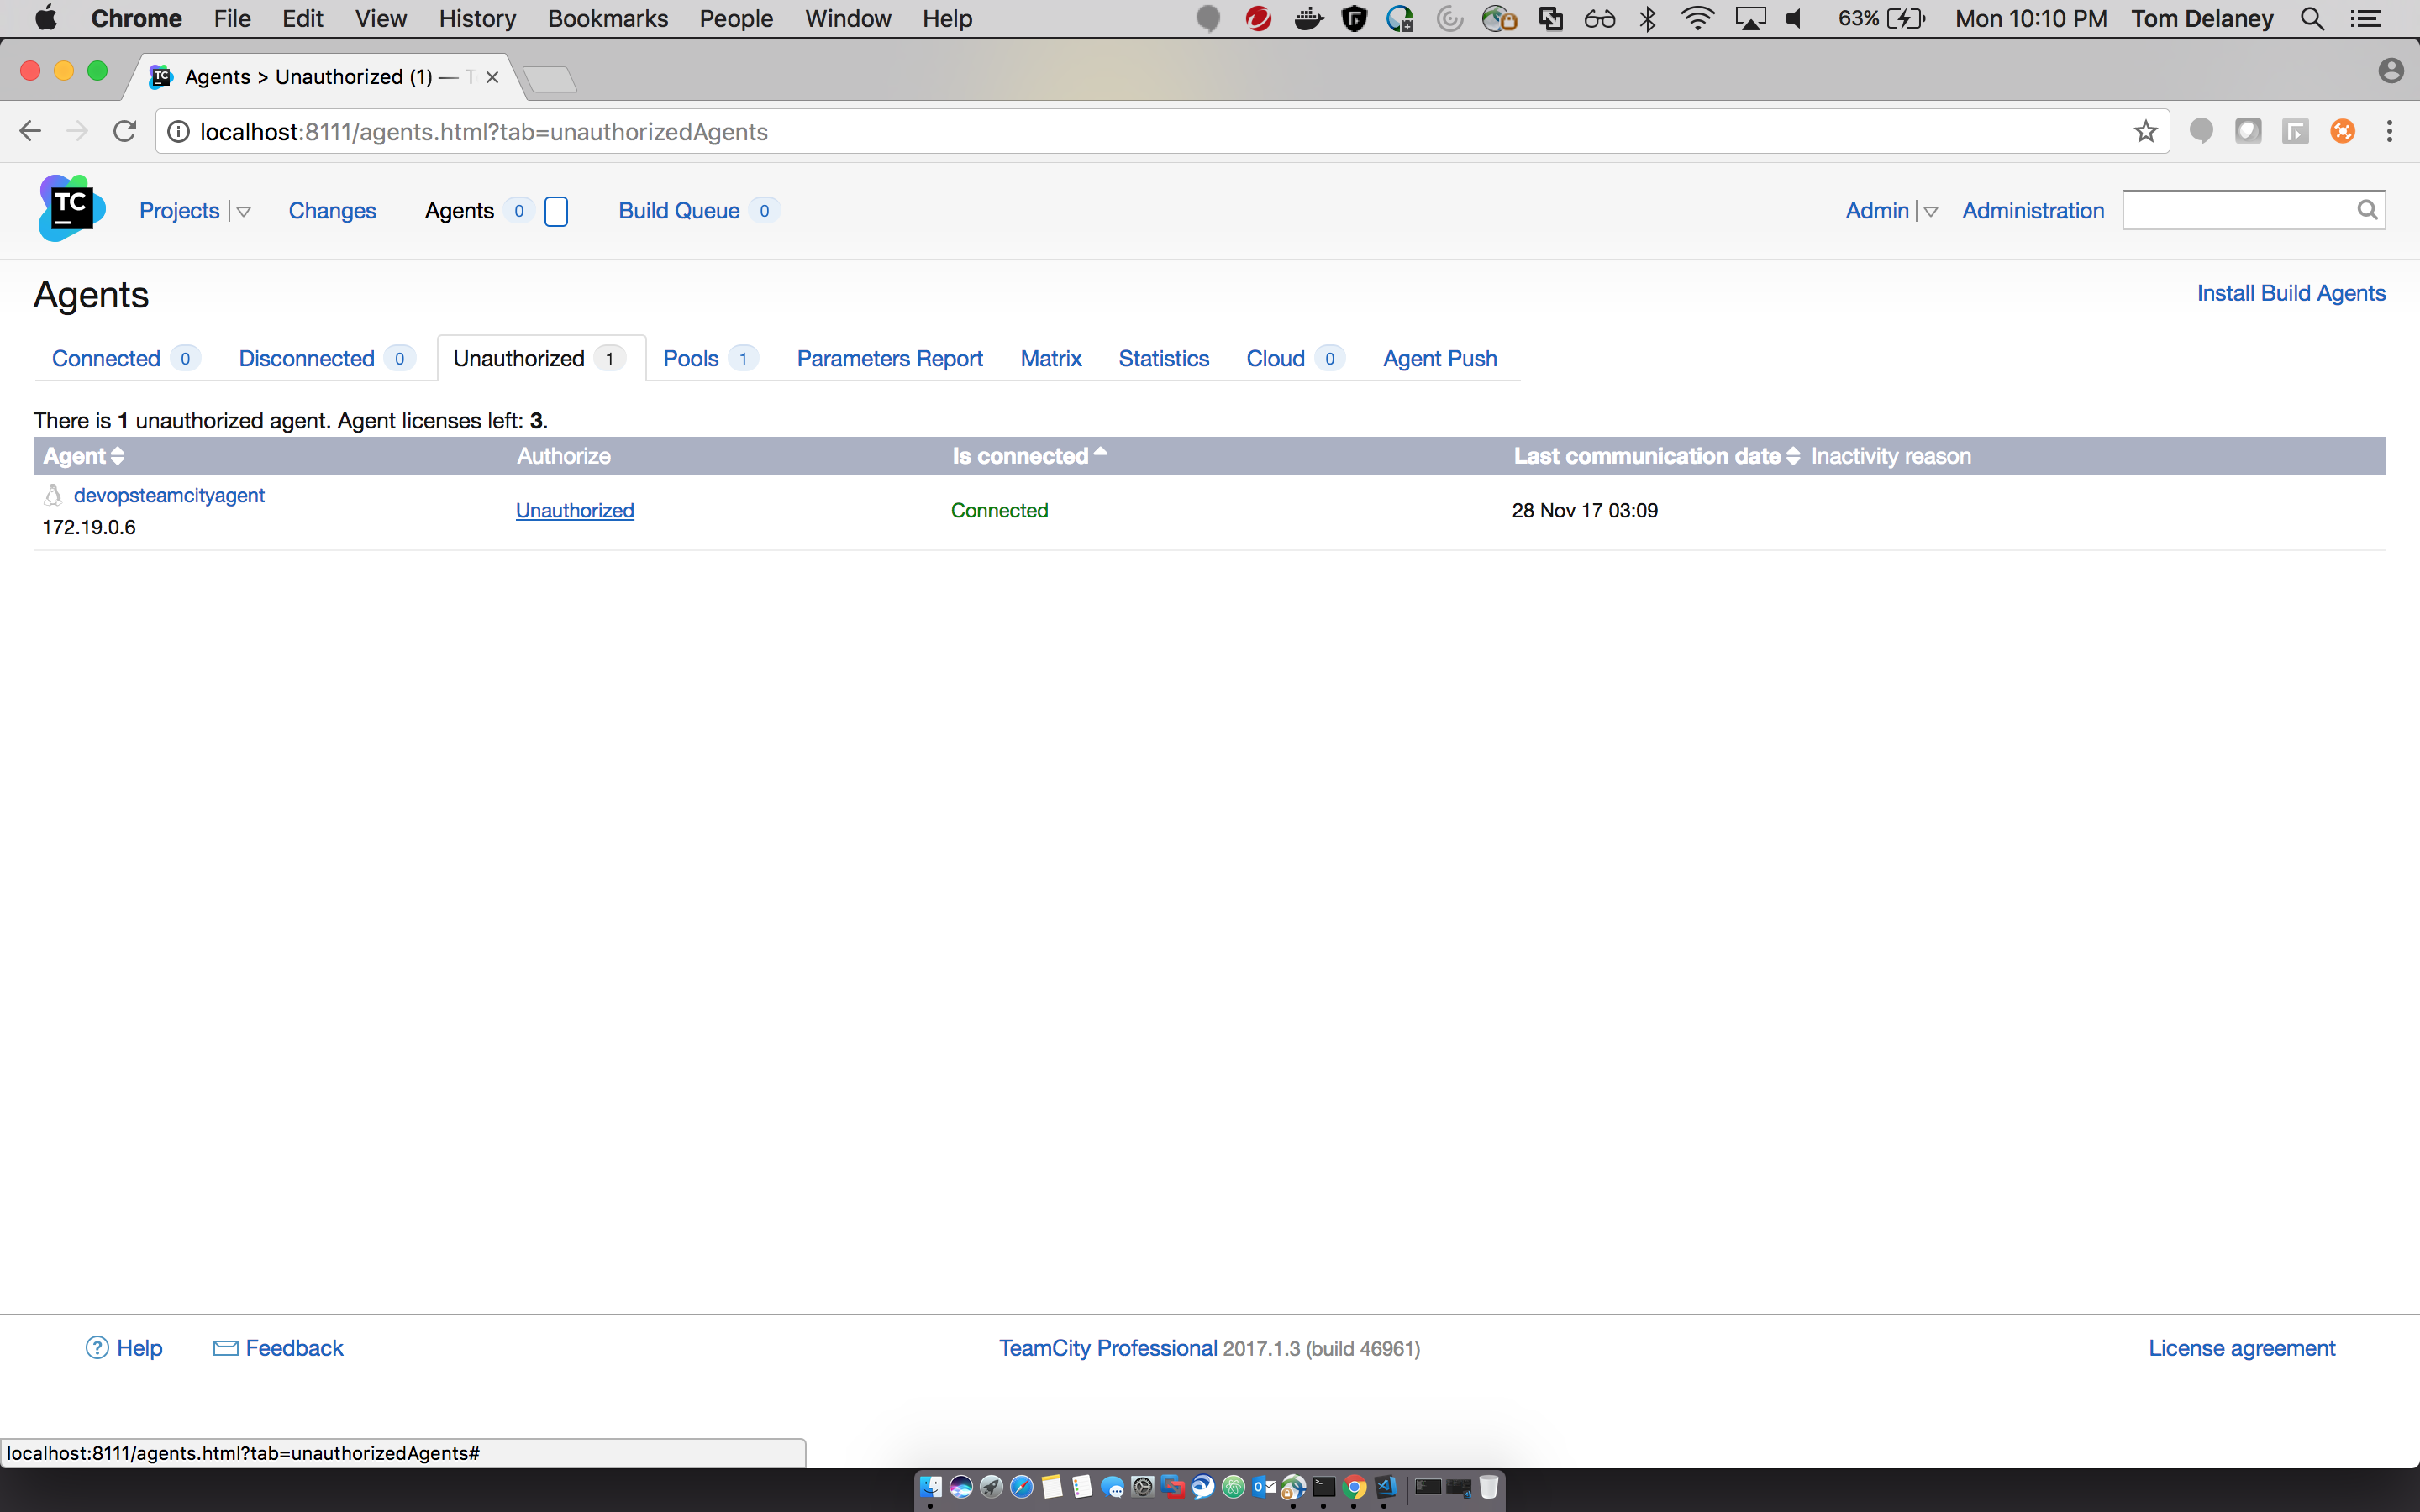 Chrome File Edit View History Bookmarks People Window Help 63% Mon 10:10 PM Tom Delaney
Agents > Unauthorized (1) — T
localhost:8111/agents.html?tab=unauthorizedAgents
TC Projects Changes Agents 0 Build Queue 0 Admin Administration
Agents Install Build Agents
Connected 0 Disconnected 0 Unauthorized 1 Pools 1 Parameters Report Matrix Statistics Cloud 0 Agent Push
There is 1 unauthorized agent. Agent licenses left: 3.
Agent Authorize Is connected Last communication date Inactivity reason
devopsteamcityagent
172.19.0.6 Unauthorized Connected 28 Nov 17 03:09
? Help Feedback TeamCity Professional 2017.1.3 (build 46961) License agreement
localhost:8111/agents.html?tab=unauthorizedAgents#